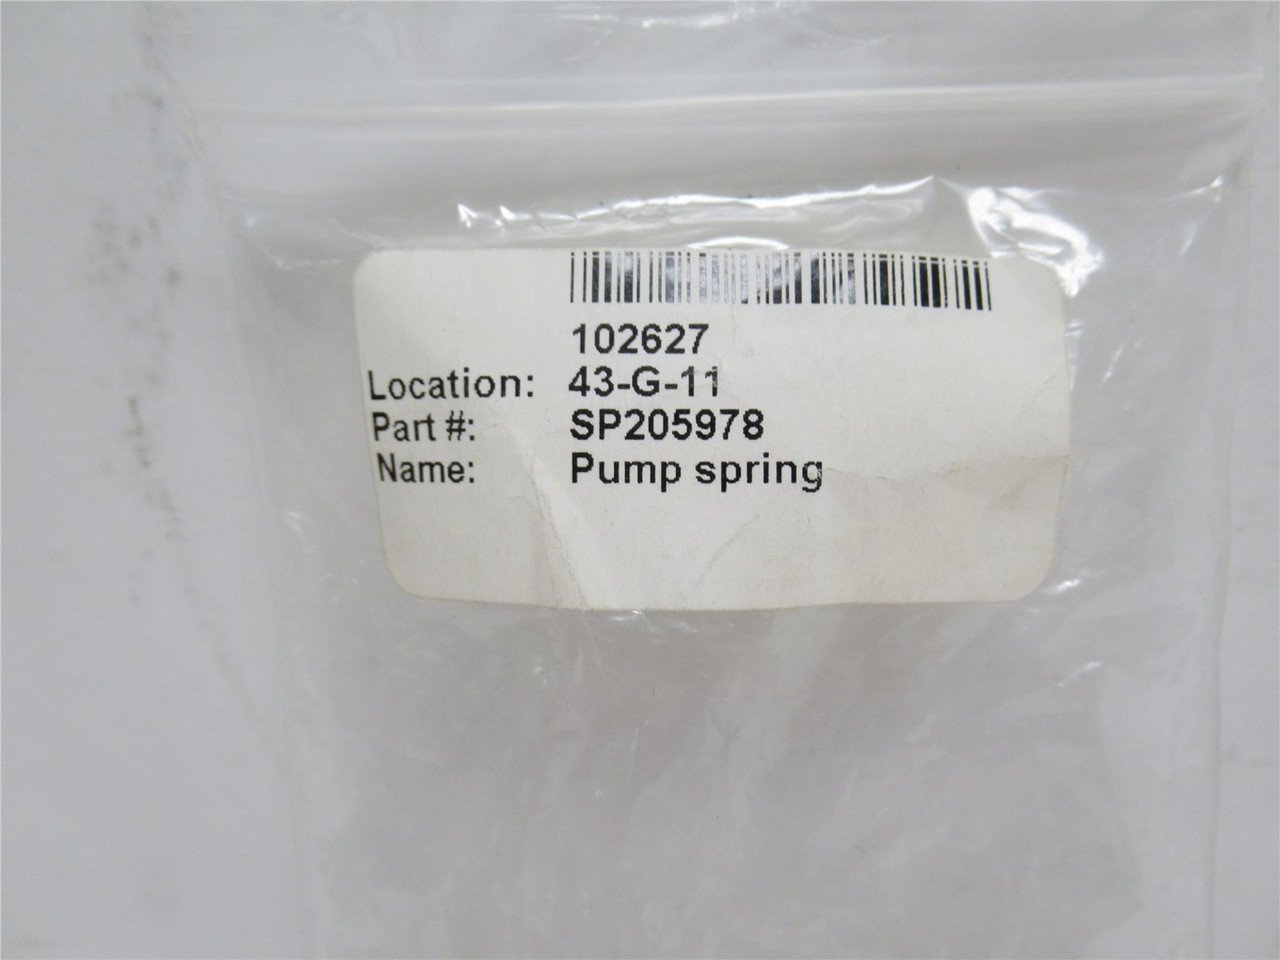 102627
Location: 43-G-11
Part #: SP205978
Name: Pump spring